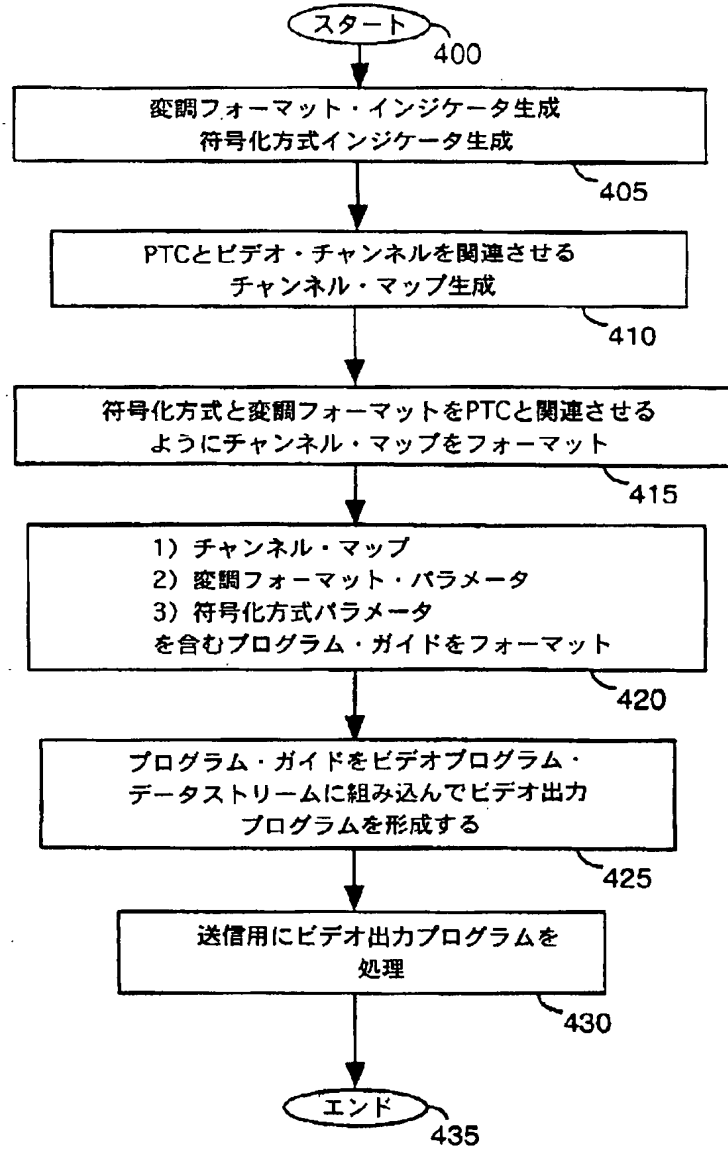 スタート
400
変調フォーマット・インジケータ生成
符号化方式インジケータ生成
405
PTCとビデオ・チャンネルを関連させる
チャンネル・マップ生成
410
符号化方式と変調フォーマットをPTCと関連させる
ようにチャンネル・マップをフォーマット
415
1) チャンネル・マップ
2) 変調フォーマット・パラメータ
3) 符号化方式パラメータ
を含むプログラム・ガイドをフォーマット
420
プログラム・ガイドをビデオプログラム・
データストリームに組み込んでビデオ出力
プログラムを形成する
425
送信用にビデオ出力プログラムを
処理
430
エンド
435